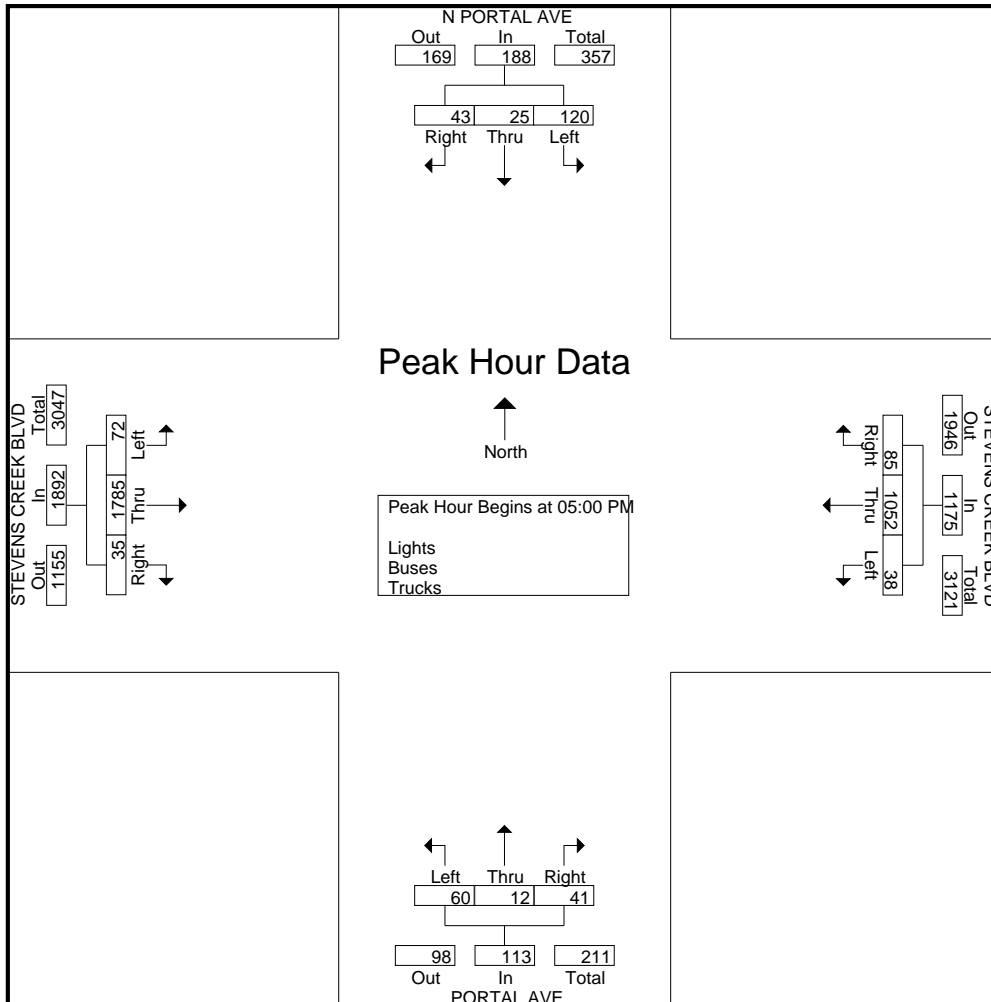 N PORTAL AVE
Out In Total
169 188 357
43 25 120
Right Thru Left
Peak Hour Data
North
Peak Hour Begins at 05:00 PM
Lights
Buses
Trucks
STEVENS CREEK BLVD
Total In Out
3047 1892 1155
72 1785 35
Left Thru Right
STEVENS CREEK BLVD
Out In Total
1946 1175 3121
85 1052 38
Right Thru Left
Left Thru Right
60 12 41
98 113 211
Out In Total
PORTAL AVE